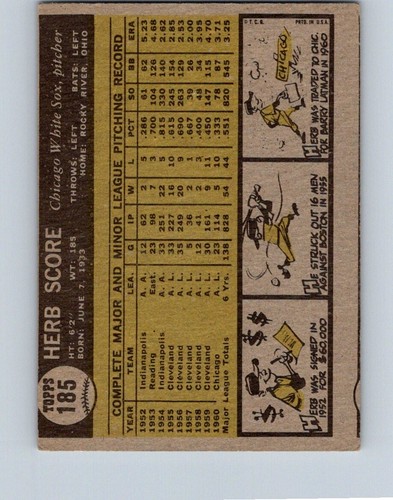 TOPPS
185
HERB SCORE Chicago White Sox, pitcher
HT: 6'2" WT: 185 THROWS: LEFT BATS: LEFT
BORN: JUNE 7, 1933 HOME: ROCKY RIVER, OHIO
COMPLETE MAJOR AND MINOR LEAGUE PITCHING RECORD
YEAR TEAM LEA. G IP W L PCT SO BB ERA
1952 Indianapolis A. A. 12 62 2 5 .286 61 62 5.23
1953 Reading East. 23 98 7 3 .700 104 126 4.68
1954 Indianapolis A. A. 33 251 22 5 .815 330 140 2.62
1955 Cleveland A. L. 33 227 16 10 .615 245 154 2.85
1956 Cleveland A. L. 35 249 20 9 .690 263 129 2.53
1957 Cleveland A. L. 5 36 2 1 .667 39 26 2.00
1958 Cleveland A. L. 12 41 2 3 .400 48 34 3.95
1959 Cleveland A. L. 30 161 9 11 .450 147 115 4.70
1960 Chicago A. L. 23 114 5 10 .333 78 87 3.71
Major League Totals 6 Yrs. 138 828 54 44 .551 820 545 3.25
$ $ $
HERB WAS SIGNED IN
1952 FOR $60,000
HE STRUCK OUT 16 MEN
AGAINST BOSTON IN 1955
©T.C.G. PRTD. IN U.S.A.
CHICAGO
HERB WAS TRADED TO CHIC.
FOR BARRY LATMAN IN 1960